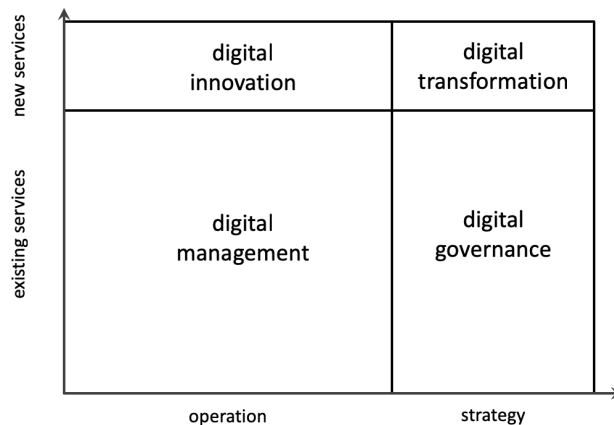 new services
digital
innovation
digital
transformation
existing services
digital
management
digital
governance
operation
strategy